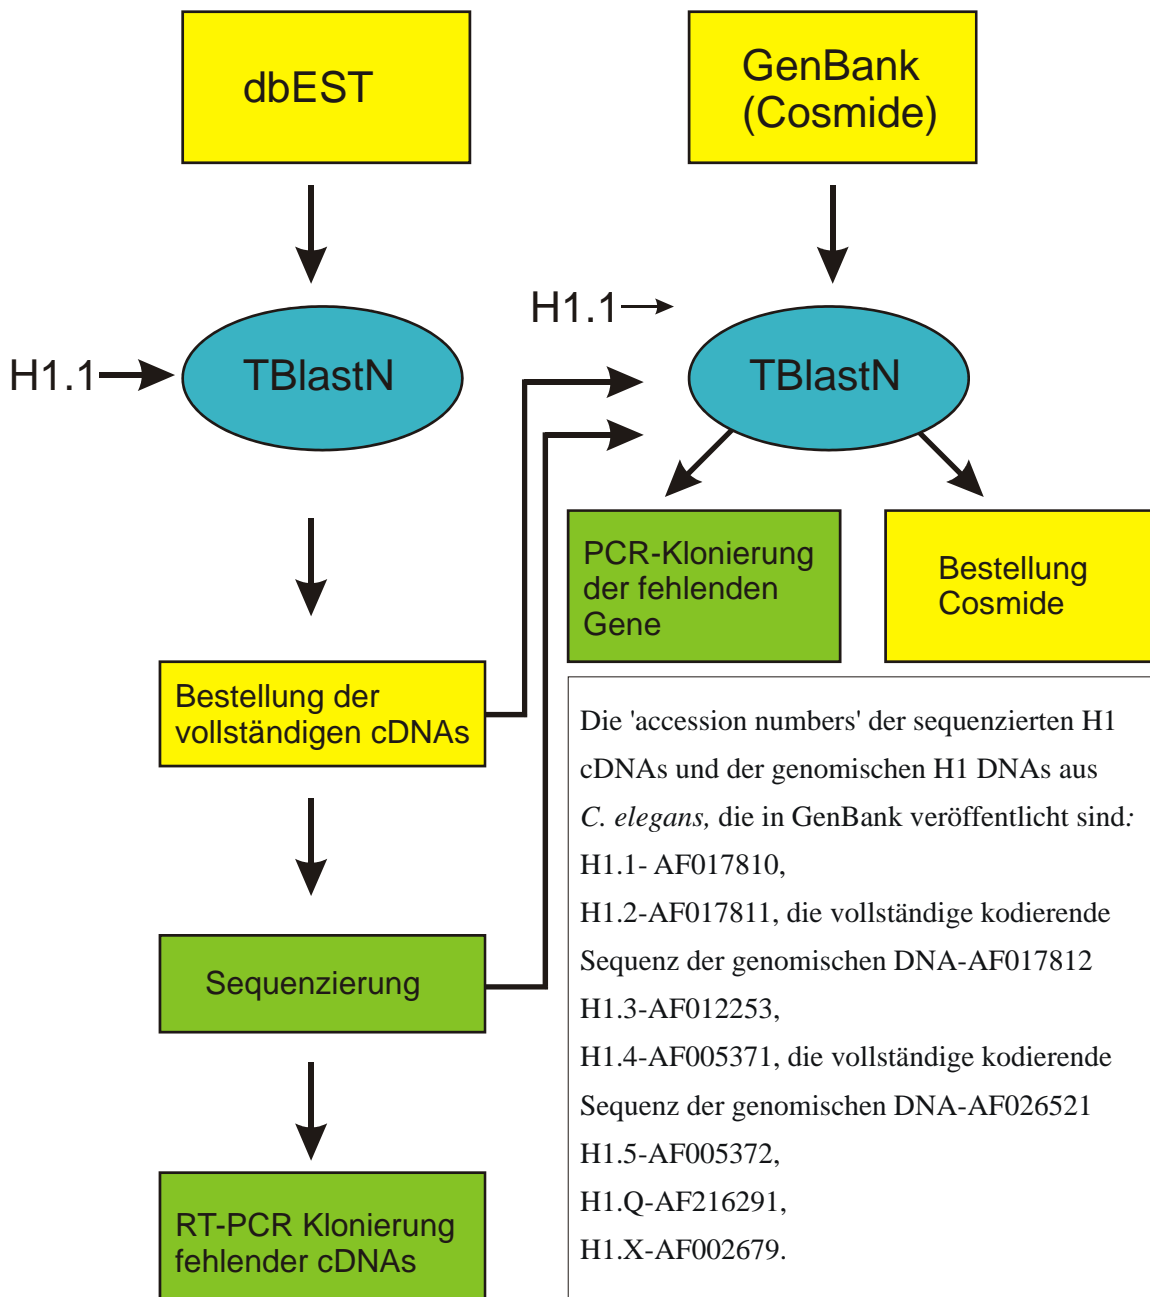 dbEST
GenBank
(Cosmide)
H1.1
TBlastN
H1.1
TBlastN
Bestellung der
vollständigen cDNAs
Sequenzierung
RT-PCR Klonierung
fehlender cDNAs
PCR-Klonierung
der fehlenden
Gene
Bestellung
Cosmide
Die 'accession numbers' der sequenzierten H1
cDNAs und der genomischen H1 DNAs aus
C. elegans, die in GenBank veröffentlicht sind:
H1.1- AF017810,
H1.2-AF017811, die vollständige kodierende
Sequenz der genomischen DNA-AF017812
H1.3-AF012253,
H1.4-AF005371, die vollständige kodierende
Sequenz der genomischen DNA-AF026521
H1.5-AF005372,
H1.Q-AF216291,
H1.X-AF002679.